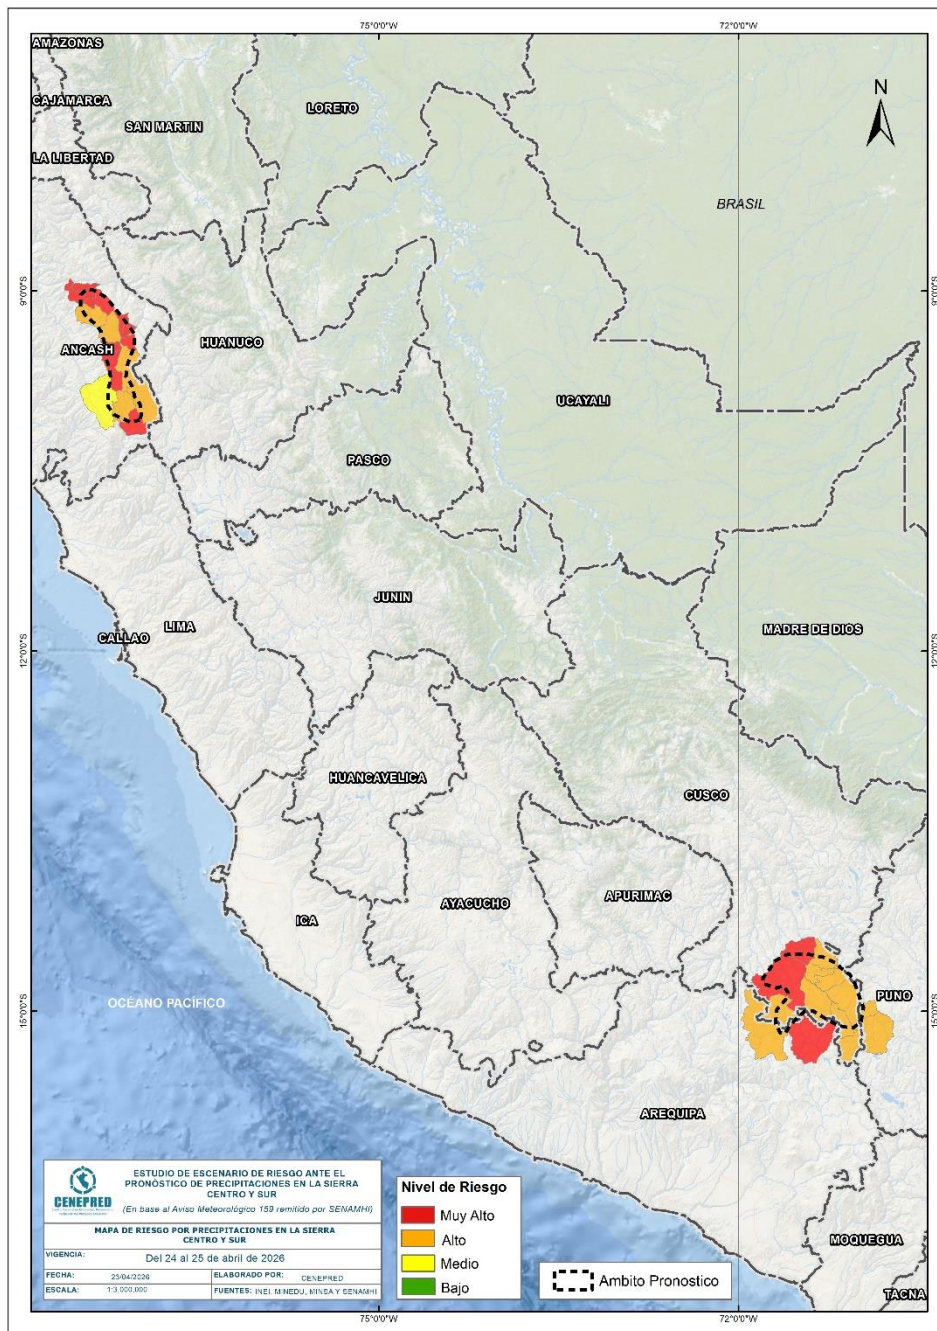 75°0'0"W
72°0'0"W
AMAZONAS
CAJAMARCA
SAN MARTIN
LORETO
N
LA LIBERTAD
BRASIL
9°0'0"S
9°0'0"S
ANCASH
HUANUCO
UCAYALI
PASCO
JUNIN
LIMA
CALLAO
MADRE DE DIOS
12°0'0"S
12°0'0"S
HUANCAVELICA
CUSCO
APURIMAC
AYACUCHO
ICA
OCÉANO PACÍFICO
PUNO
15°0'0"S
15°0'0"S
AREQUIPA
MOQUEGUA
TACNA
CENEPRED
ESTUDIO DE ESCENARIO DE RIESGO ANTE EL
PRONÓSTICO DE PRECIPITACIONES EN LA SIERRA
CENTRO Y SUR
(En base al Aviso Meteorológico 159 remitido por SENAMHI)
MAPA DE RIESGO POR PRECIPITACIONES EN LA SIERRA
CENTRO Y SUR
VIGENCIA: Del 24 al 25 de abril de 2026
FECHA: 23/04/2026 ELABORADO POR: CENEPRED
ESCALA: 1:3,000,000 FUENTES: INEI, MINEDU, MINSA Y SENAMHI
Nivel de Riesgo
Muy Alto
Alto
Medio
Bajo
Ambito Pronostico
75°0'0"W
72°0'0"W